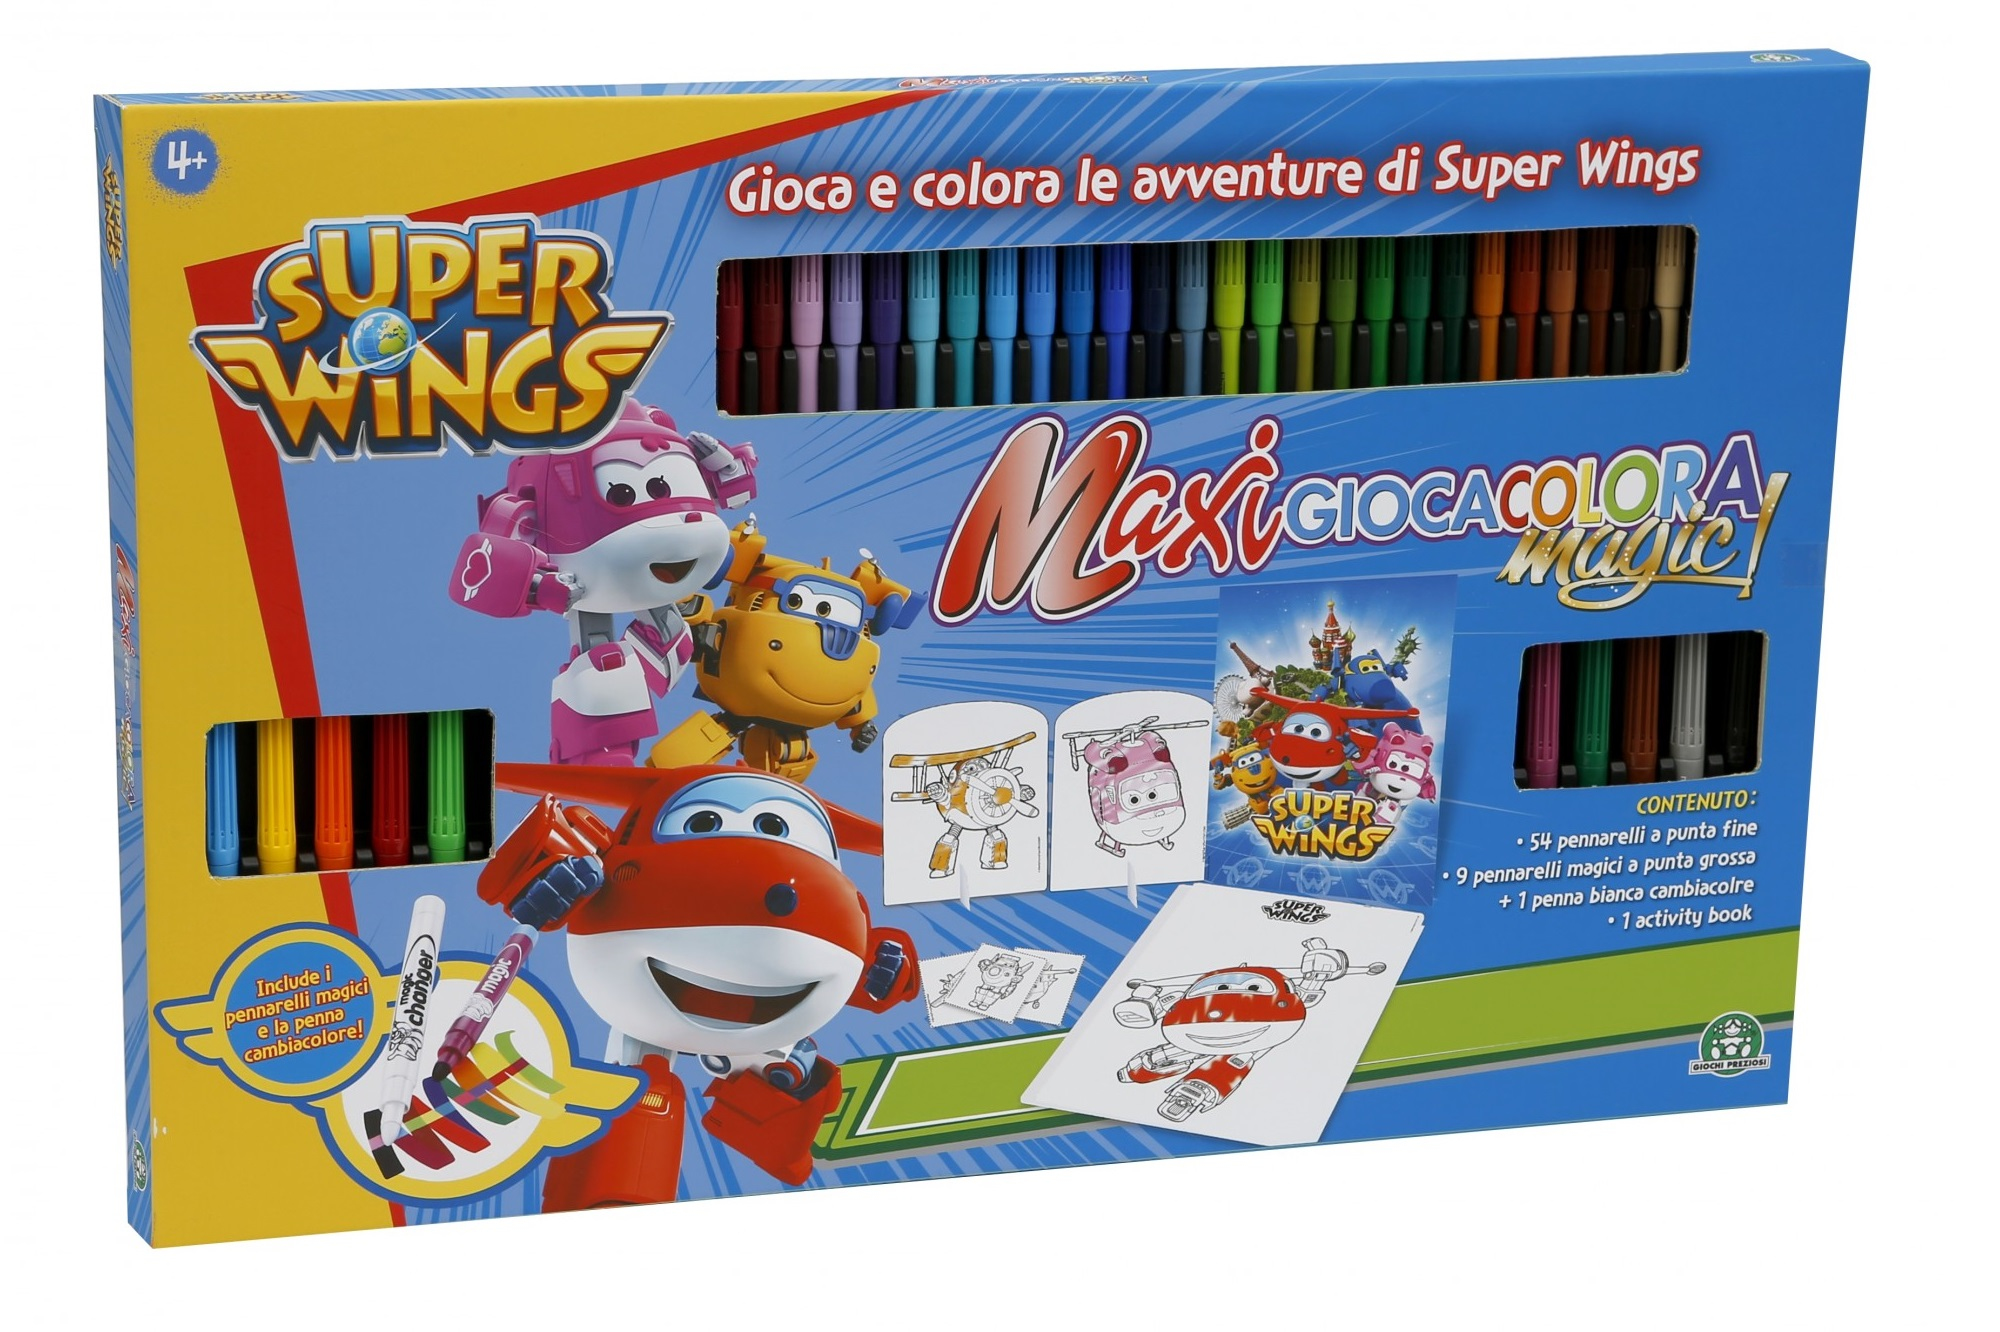 4+
SUPER
WINGS
Gioca e colora le avventure di Super Wings
Maxi GIOCACOLORA
magic!
SUPER
WINGS
CONTENUTO:
• 54 pennarelli a punta fine
• 9 pennarelli magici a punta grossa
+ 1 penna bianca cambiacolre
• 1 activity book
SUPER
WINGS
Include i
pennarelli magici
e la penna
cambiacolore!
magic
changer
magic
GIOCHI PREZIOSI
SUPER
WINGS